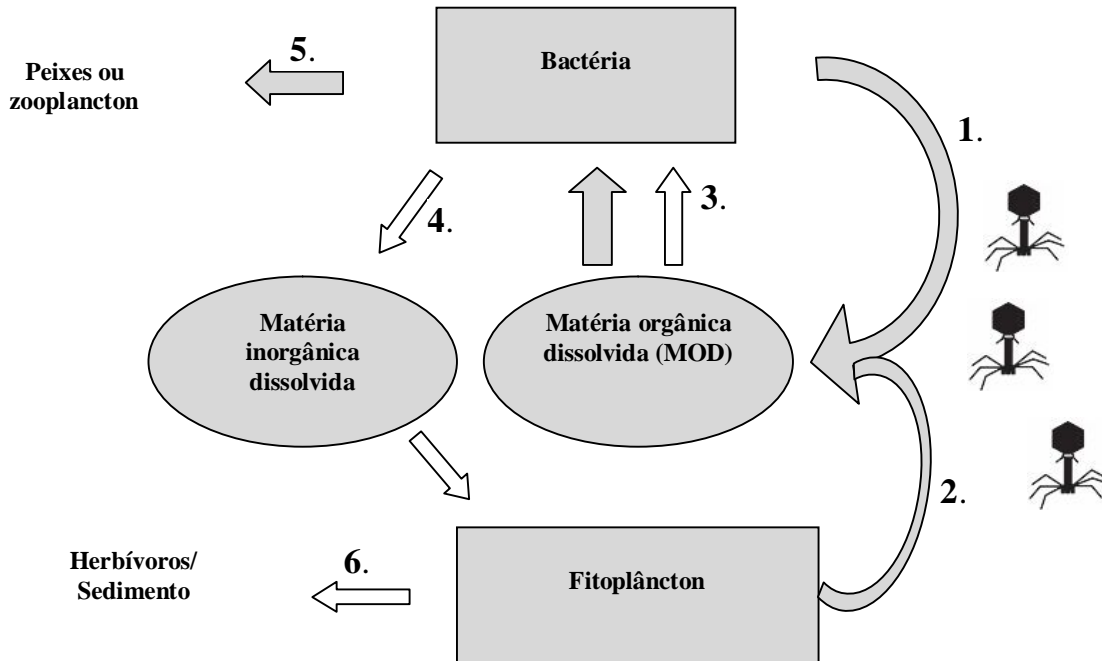 5.
Peixes ou
zooplancton
Bactéria
1.
3.
4.
Matéria
inorgânica
dissolvida
Matéria orgânica
dissolvida (MOD)
2.
Herbívoros/
Sedimento
6.
Fitoplâncton